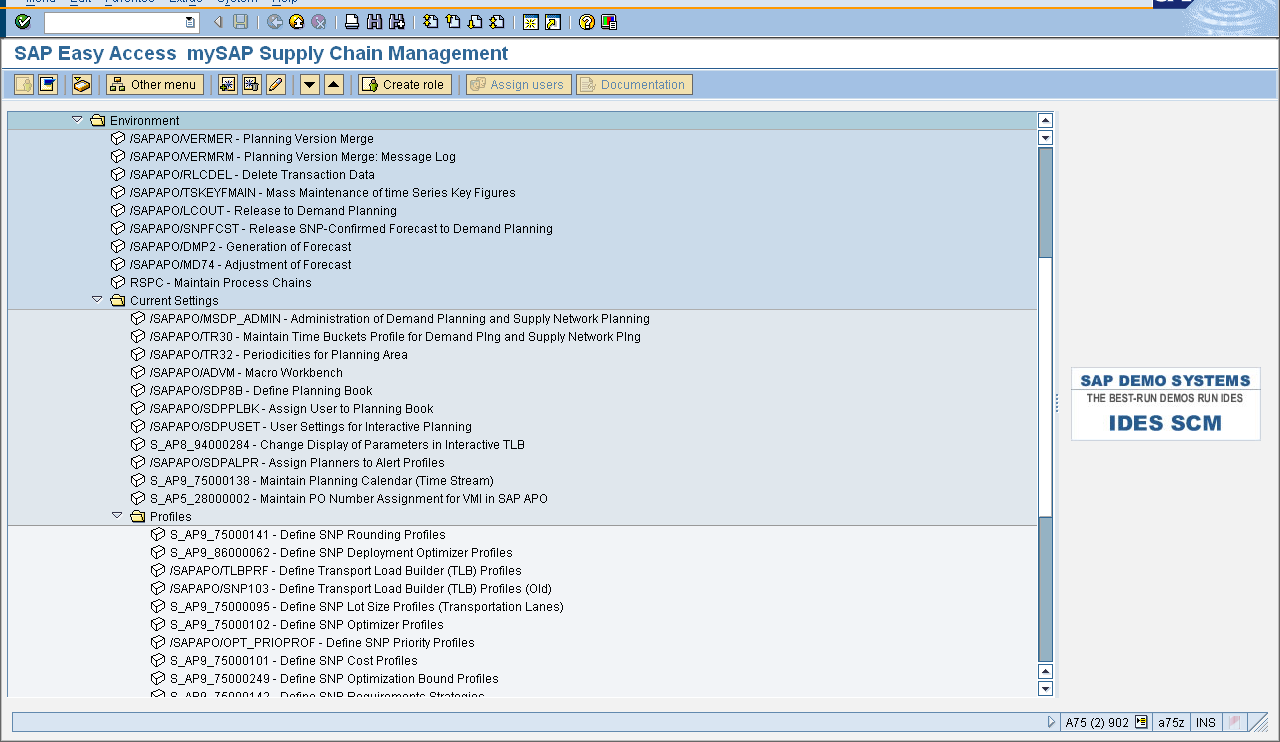 Menu Edit Favorites Extras System Help
SAP Easy Access mySAP Supply Chain Management
Other menu Create role Assign users Documentation
Environment
/SAPAPO/VERMER - Planning Version Merge
/SAPAPO/VERMRM - Planning Version Merge: Message Log
/SAPAPO/RLCDEL - Delete Transaction Data
/SAPAPO/TSKEYFMAIN - Mass Maintenance of time Series Key Figures
/SAPAPO/LCOUT - Release to Demand Planning
/SAPAPO/SNPFCST - Release SNP-Confirmed Forecast to Demand Planning
/SAPAPO/DMP2 - Generation of Forecast
/SAPAPO/MD74 - Adjustment of Forecast
RSPC - Maintain Process Chains
Current Settings
/SAPAPO/MSDP_ADMIN - Administration of Demand Planning and Supply Network Planning
/SAPAPO/TR30 - Maintain Time Buckets Profile for Demand Plng and Supply Network Plng
/SAPAPO/TR32 - Periodicities for Planning Area
/SAPAPO/ADVM - Macro Workbench
/SAPAPO/SDP8B - Define Planning Book
/SAPAPO/SDPPLBK - Assign User to Planning Book
/SAPAPO/SDPUSET - User Settings for Interactive Planning
S_AP8_94000284 - Change Display of Parameters in Interactive TLB
/SAPAPO/SDPALPR - Assign Planners to Alert Profiles
S_AP9_75000138 - Maintain Planning Calendar (Time Stream)
S_AP5_28000002 - Maintain PO Number Assignment for VMI in SAP APO
Profiles
S_AP9_75000141 - Define SNP Rounding Profiles
S_AP9_86000062 - Define SNP Deployment Optimizer Profiles
/SAPAPO/TLBPRF - Define Transport Load Builder (TLB) Profiles
/SAPAPO/SNP103 - Define Transport Load Builder (TLB) Profiles (Old)
S_AP9_75000095 - Define SNP Lot Size Profiles (Transportation Lanes)
S_AP9_75000102 - Define SNP Optimizer Profiles
/SAPAPO/OPT_PRIOPROF - Define SNP Priority Profiles
S_AP9_75000101 - Define SNP Cost Profiles
S_AP9_75000249 - Define SNP Optimization Bound Profiles
S_AP9_75000142 - Define SNP Requirements Strategies
SAP DEMO SYSTEMS
THE BEST-RUN DEMOS RUN IDES
IDES SCM
A75 (2) 902 a75z INS